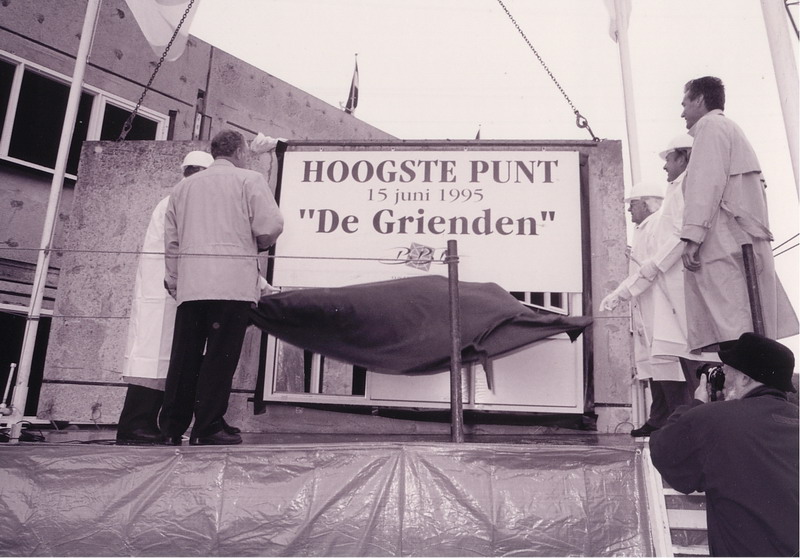 HOOGSTE PUNT
15 juni 1995
"De Grienden"